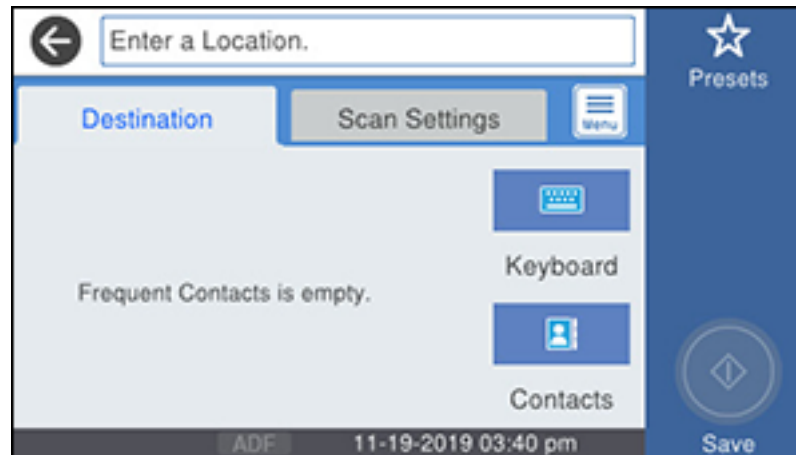 Enter a Location.
Presets
Destination
Scan Settings
Menu
Keyboard
Frequent Contacts is empty.
Contacts
ADF
11-19-2019 03:40 pm
Save